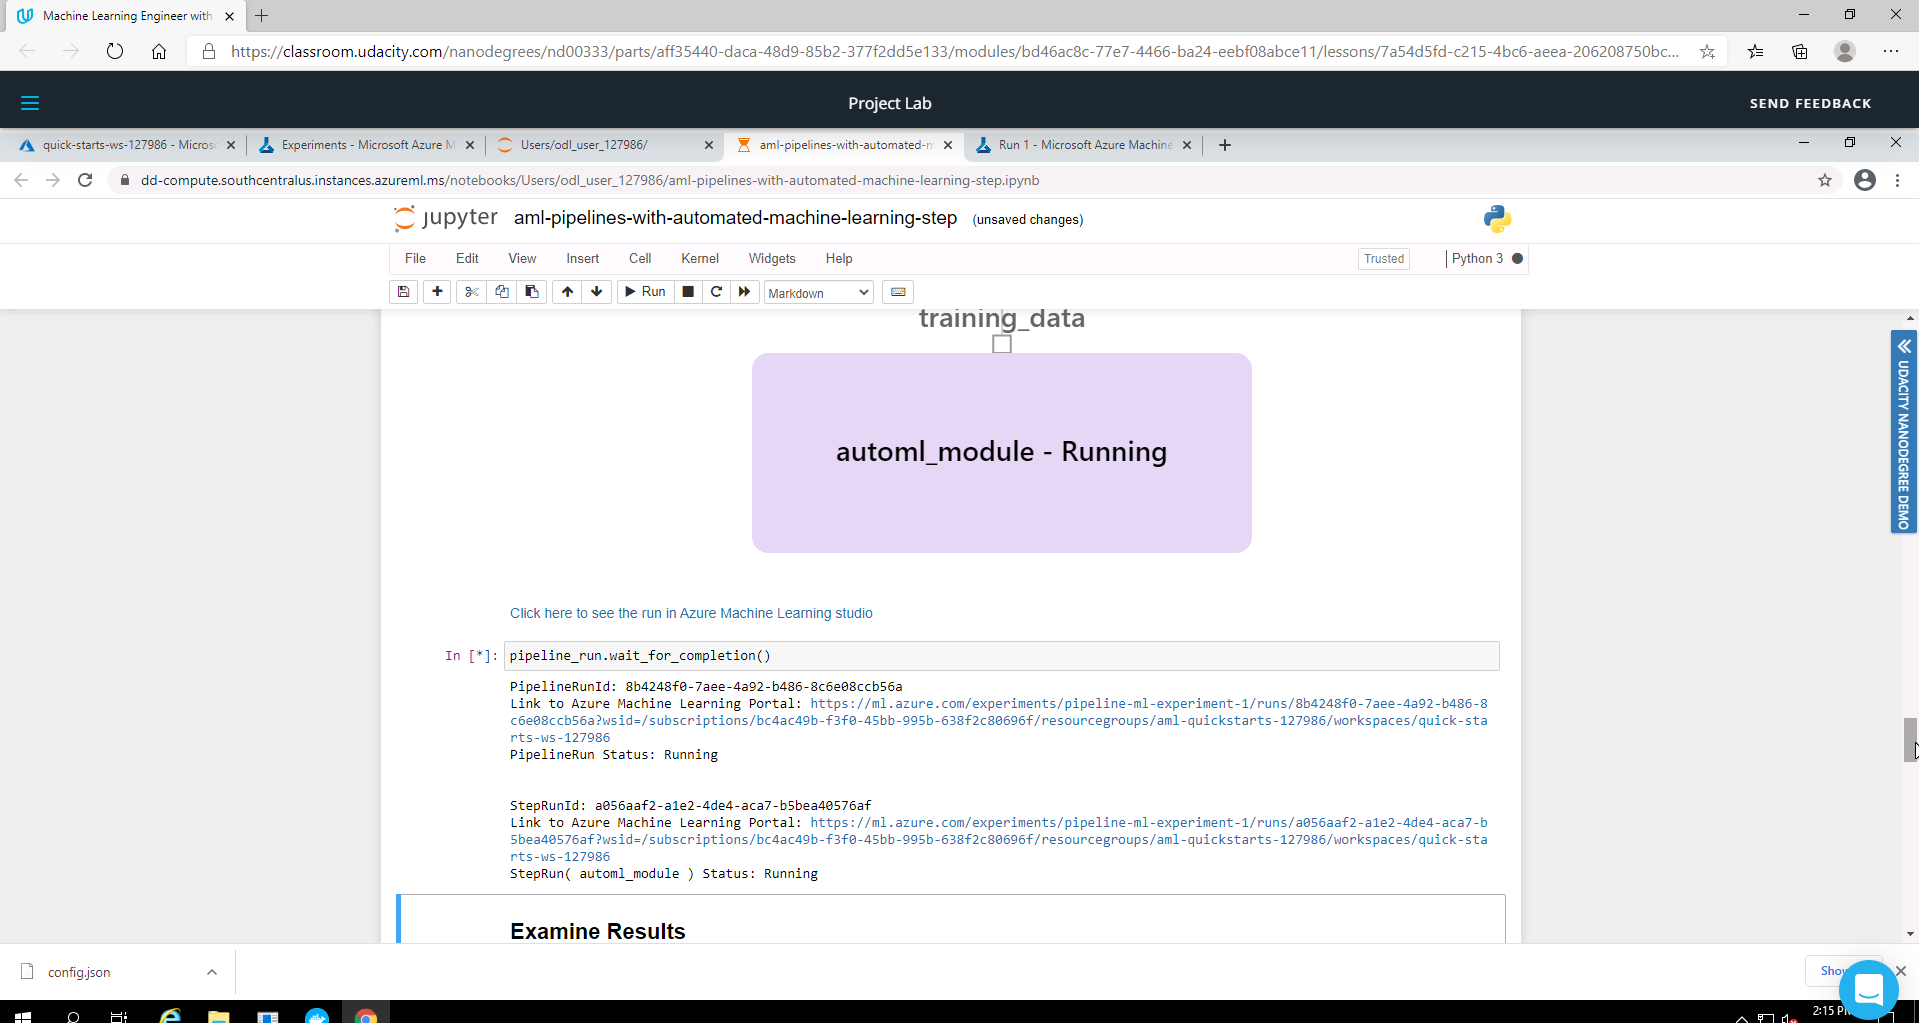 Machine Learning Engineer with
https://classroom.udacity.com/nanodegrees/nd00333/parts/aff35440-daca-48d9-85b2-377f2dd5e133/modules/bd46ac8c-77e7-4466-ba24-eebf08abce11/lessons/7a54d5fd-c215-4bc6-aeea-206208750bc...
Project Lab
SEND FEEDBACK
quick-starts-ws-127986 - Micros
Experiments - Microsoft Azure M
Users/odl_user_127986/
aml-pipelines-with-automated-m
Run 1 - Microsoft Azure Machine
dd-compute.southcentralus.instances.azureml.ms/notebooks/Users/odl_user_127986/aml-pipelines-with-automated-machine-learning-step.ipynb
jupyter aml-pipelines-with-automated-machine-learning-step (unsaved changes)
File Edit View Insert Cell Kernel Widgets Help
Trusted
Python 3
Run
Markdown
training_data
automl_module - Running
UDACITY NANODEGREE DEMO
Click here to see the run in Azure Machine Learning studio
In [*]: pipeline_run.wait_for_completion()
PipelineRunId: 8b4248f0-7aee-4a92-b486-8c6e08ccb56a
Link to Azure Machine Learning Portal: https://ml.azure.com/experiments/pipeline-ml-experiment-1/runs/8b4248f0-7aee-4a92-b486-8
c6e08ccb56a?wsid=/subscriptions/bc4ac49b-f3f0-45bb-995b-638f2c80696f/resourcegroups/aml-quickstarts-127986/workspaces/quick-sta
rts-ws-127986
PipelineRun Status: Running
StepRunId: a056aaf2-a1e2-4de4-aca7-b5bea40576af
Link to Azure Machine Learning Portal: https://ml.azure.com/experiments/pipeline-ml-experiment-1/runs/a056aaf2-a1e2-4de4-aca7-b
5bea40576af?wsid=/subscriptions/bc4ac49b-f3f0-45bb-995b-638f2c80696f/resourcegroups/aml-quickstarts-127986/workspaces/quick-sta
rts-ws-127986
StepRun( automl_module ) Status: Running
Examine Results
config.json
Show
2:15 PM